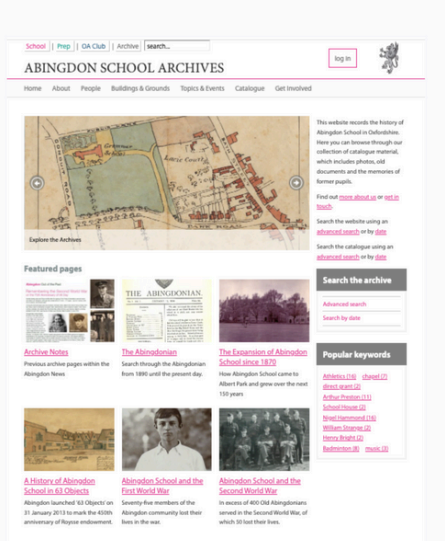 School | Prep | OA Club | Archive search...
log in
ABINGDON SCHOOL ARCHIVES
Home About People Buildings & Grounds Topics & Events Catalogue Get Involved
Explore the Archives
This website records the history of
Abingdon School in Oxfordshire.
Here you can browse through our
collection of catalogue material,
which includes photos, old
documents and the memories of
former pupils.
Find out more about us or get in
touch.
Search the website using an
advanced search or by date
Search the catalogue using an
advanced search or by date
Search the archive
Advanced search
Search by date
Popular keywords
Athletics (16) chapel (7)
direct grant (2)
Arthur Preston (11)
School House (2)
Nigel Hammond (16)
William Strange (2)
Henry Bright (2)
Badminton (8) music (3)
Featured pages
THE ABINGDONIAN.
Archive Notes
Previous archive pages within the
Abingdon News
The Abingdonian
Search through the Abingdonian
from 1890 until the present day.
The Expansion of Abingdon
School since 1870
How Abingdon School came to
Albert Park and grew over the next
150 years
A History of Abingdon
School in 63 Objects
Abingdon launched '63 Objects' on
31 January 2013 to mark the 450th
anniversary of Roysse endowment.
Abingdon School and the
First World War
Seventy-five members of the
Abingdon community lost their
lives in the war.
Abingdon School and the
Second World War
In excess of 400 Old Abingdonians
served in the Second World War, of
which 50 lost their lives.